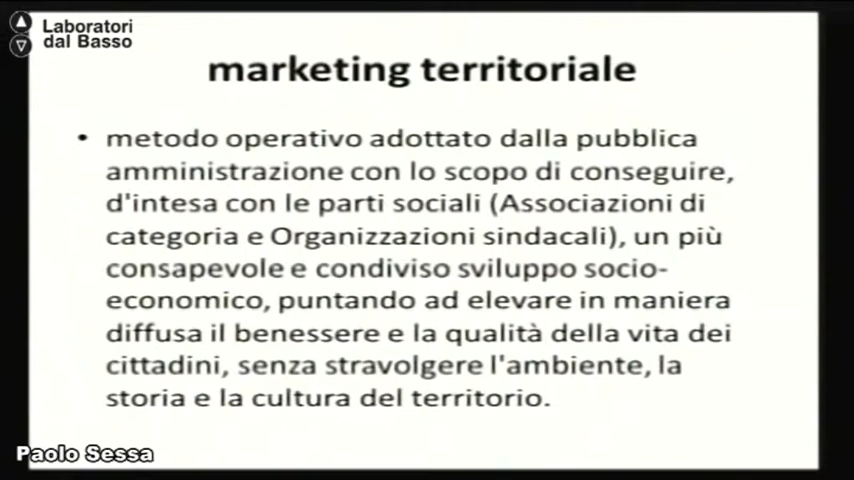 Laboratori
dal Basso
marketing territoriale
• metodo operativo adottato dalla pubblica
amministrazione con lo scopo di conseguire,
d'intesa con le parti sociali (Associazioni di
categoria e Organizzazioni sindacali), un più
consapevole e condiviso sviluppo socio-
economico, puntando ad elevare in maniera
diffusa il benessere e la qualità della vita dei
cittadini, senza stravolgere l'ambiente, la
storia e la cultura del territorio.
Paolo Sessa